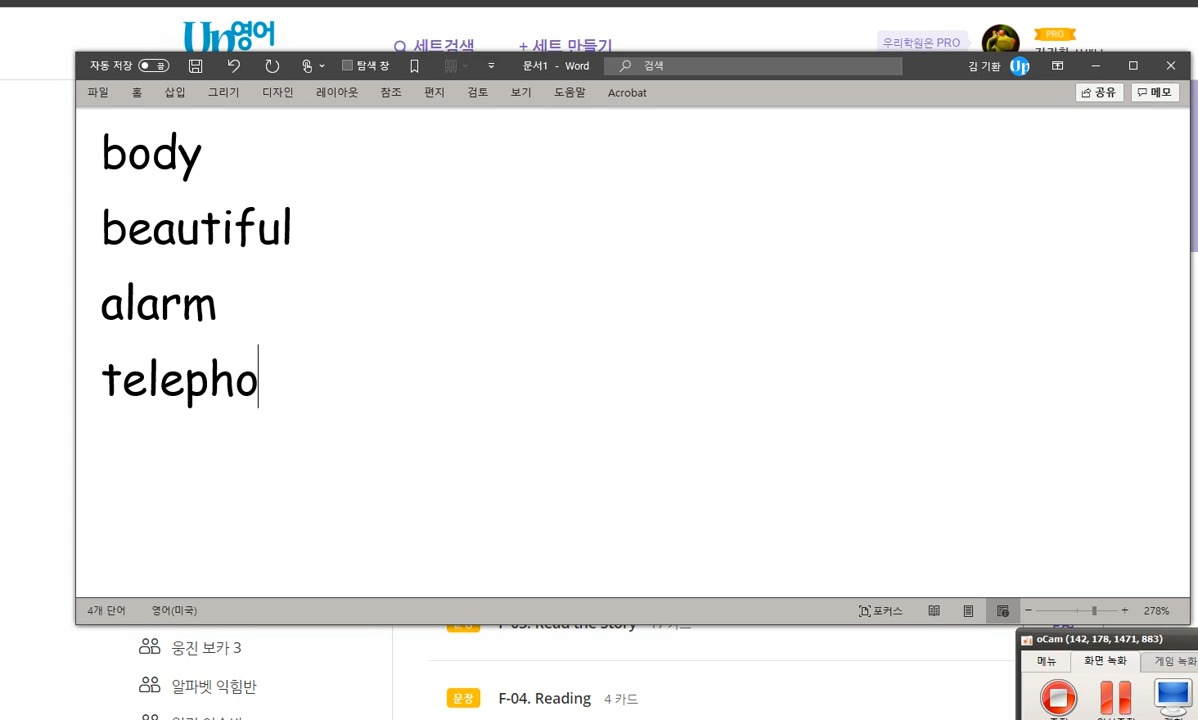 Up영어
세트검색
+ 세트 만들기
우리학원은 PRO
PRO
자동 저장
탐색 창
문서1 - Word
검색
김 기환
Up
파일 홈 삽입 그리기 디자인 레이아웃 참조 편지 검토 보기 도움말 Acrobat
공유
메모
body
beautiful
alarm
telepho
4개 단어 영어(미국)
포커스
278%
웅진 보카 3
알파벳 익힘반
문장 F-04. Reading 4 카드
oCam (142, 178, 1471, 883)
메뉴 화면 녹화 게임 녹화